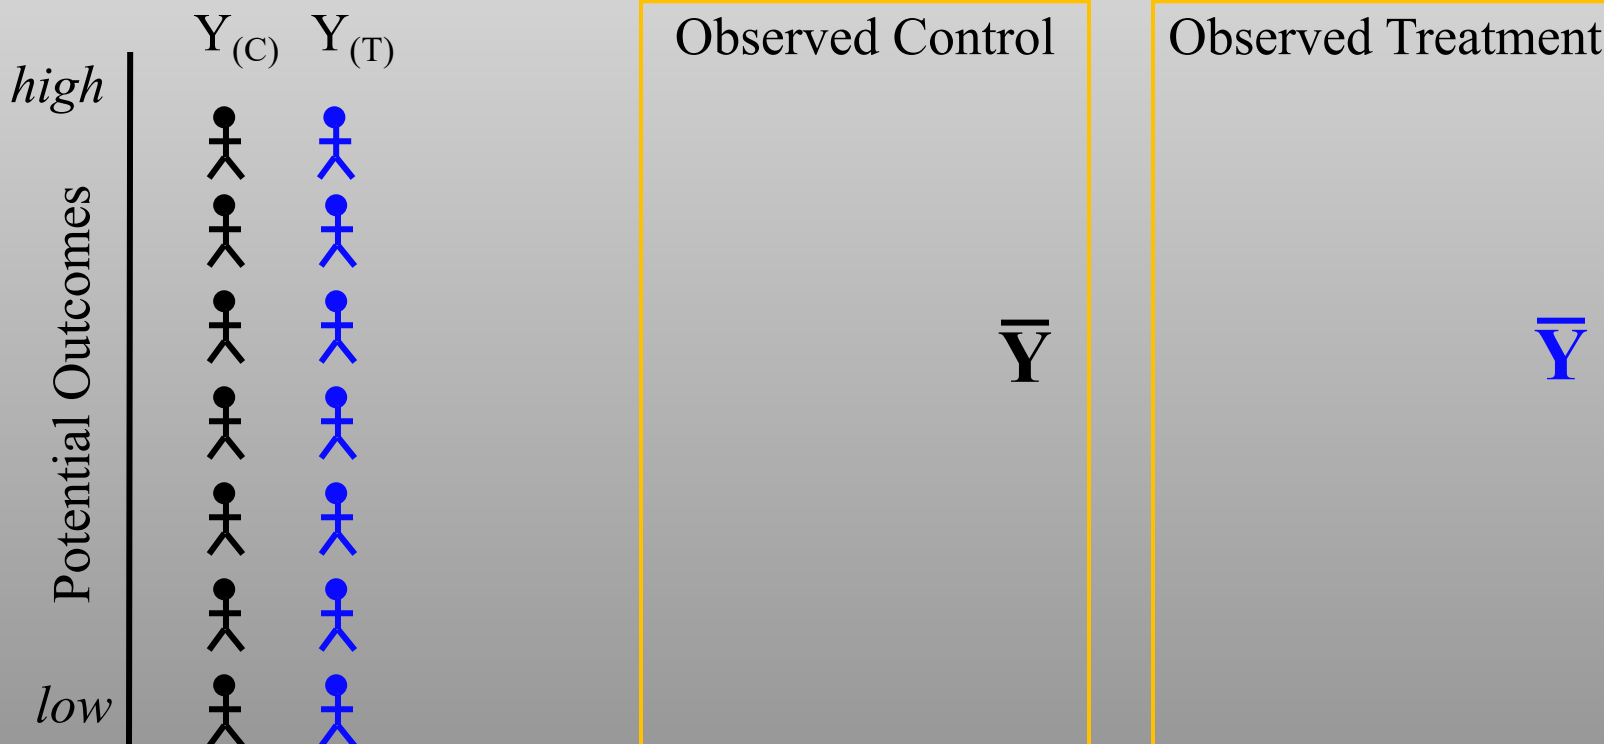 Y(C) Y(T)
Observed Control
Observed Treatment
high
Potential Outcomes
Y̅
Y̅
low